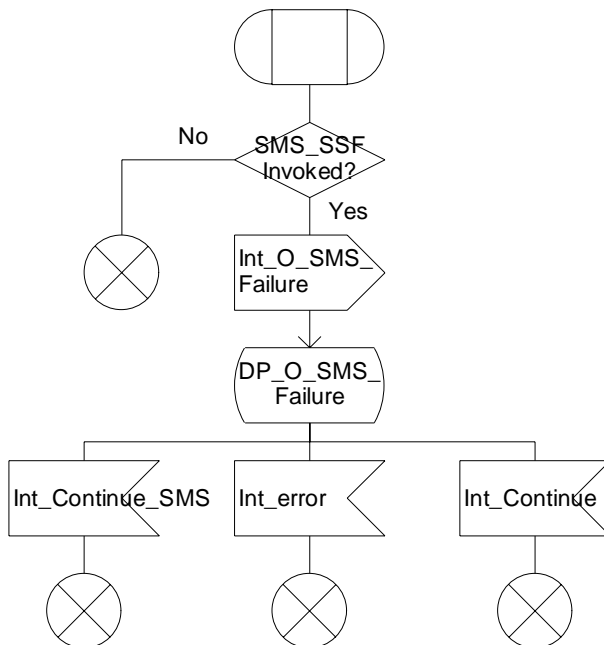 No
SMS_SSF
Invoked?
Yes
Int_O_SMS_
Failure
DP_O_SMS_
Failure
Int_Continue_SMS
Int_error
Int_Continue